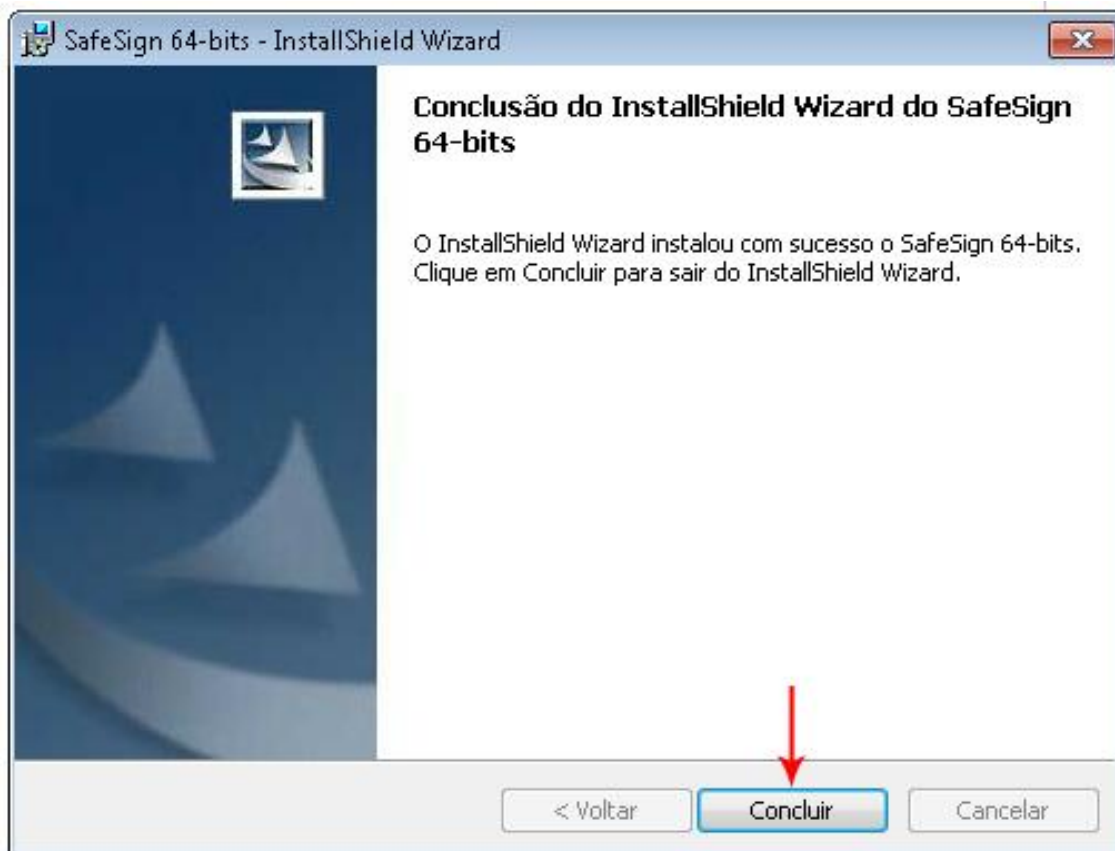 SafeSign 64-bits - InstallShield Wizard
Conclusão do InstallShield Wizard do SafeSign
64-bits
O InstallShield Wizard instalou com sucesso o SafeSign 64-bits.
Clique em Concluir para sair do InstallShield Wizard.
< Voltar Concluir Cancelar